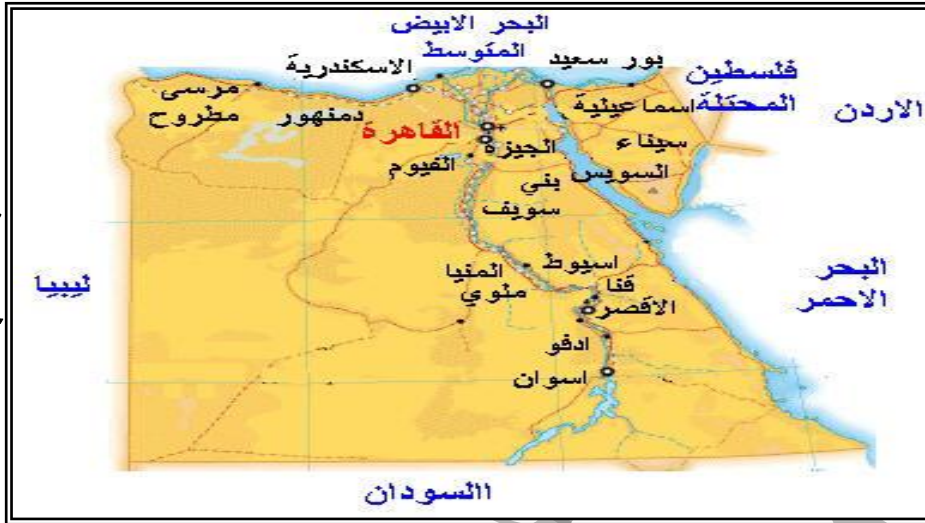 البحر الابيض
المتوسط
بور سعيد
الاسكندرية
فلسطين
المحتلة
الاردن
مرسى
مطروح
دمنهور
اسماعيلية
القاهرة
سيناء
الجيزة
الفيوم
السويس
بني
سويف
ليبيا
اسيوط
المنيا
ملوي
قنا
الاقصر
البحر
الاحمر
ادفو
اسوان
االسودان